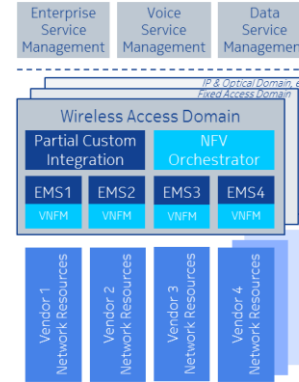 Enterprise
Service
Management
Voice
Service
Management
Data
Service
Management
IP & Optical Domain, e
Fixed Access Domain
Wireless Access Domain
Partial Custom
Integration
NFV
Orchestrator
EMS1
EMS2
EMS3
EMS4
VNFM
VNFM
VNFM
VNFM
Vendor 1
Network Resources
Vendor 2
Network Resources
Vendor 3
Network Resources
Vendor 4
Network Resources